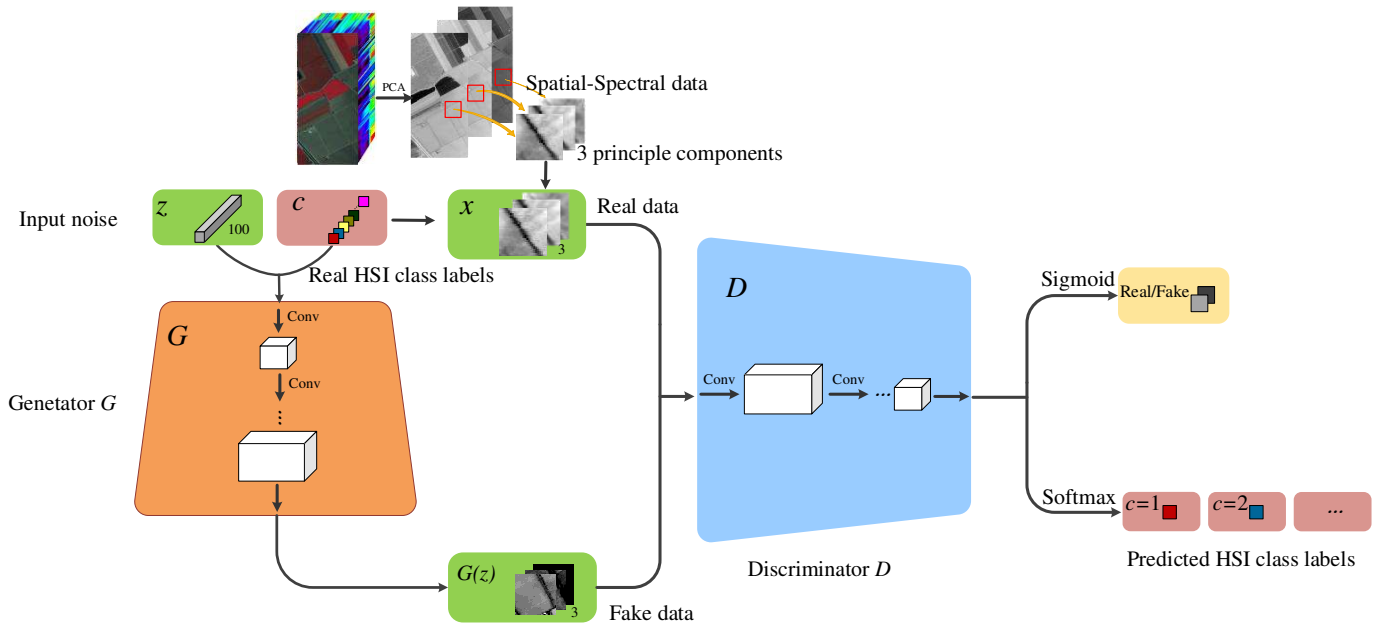 PCA
Spatial-Spectral data
3 principle components
Input noise
z
100
c
x
3
Real data
Real HSI class labels
G
Conv
Conv
...
Genetator G
D
Conv
Conv
...
Discriminator D
Sigmoid
Real/Fake
Softmax
c=1
c=2
...
Predicted HSI class labels
G(z)
3
Fake data